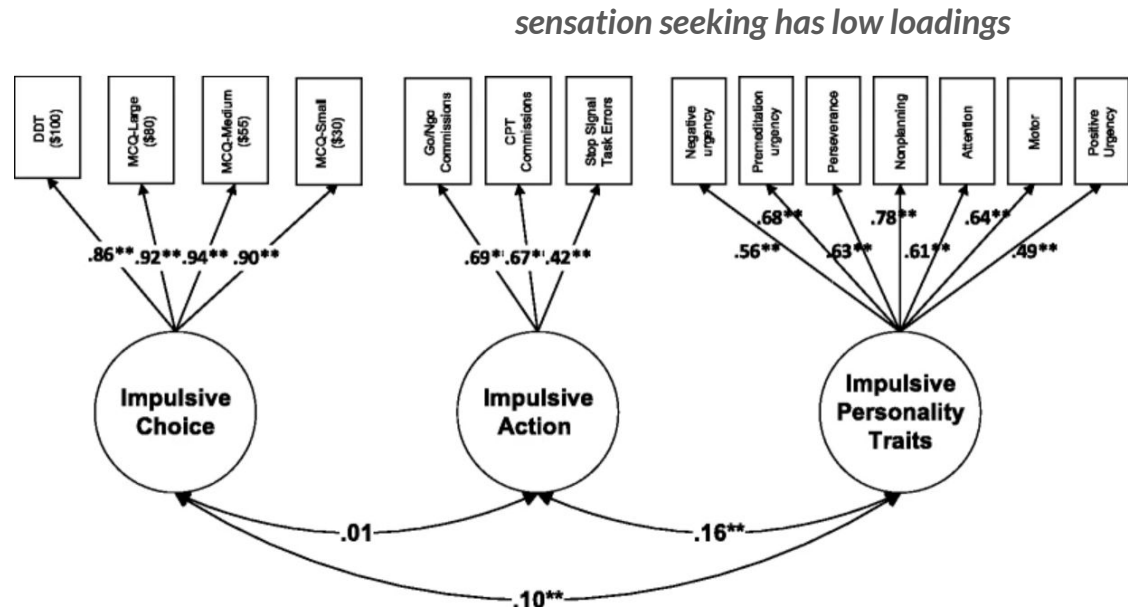 sensation seeking has low loadings
DDT
($100)
MCQ-Large
($80)
MCQ-Medium
($55)
MCQ-Small
($30)
Go/Ngo
Commissions
CPT
Commissions
Stop Signal
Task Errors
Negative
urgency
Premeditation
urgency
Perseverance
Nonplanning
Attention
Motor
Positive
Urgency
.86**
.92**
.94**
.90**
.69**
.67**
.42**
.56**
.68**
.63**
.78**
.61**
.64**
.49**
Impulsive
Choice
Impulsive
Action
Impulsive
Personality
Traits
.01
.16**
.10**